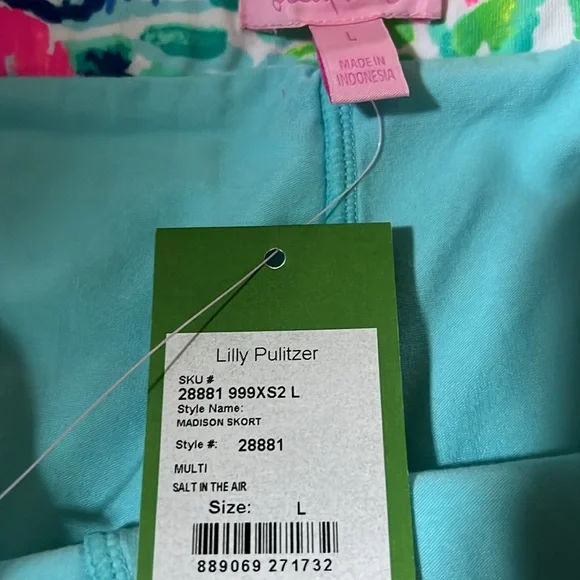 L
MADE IN
INDONESIA
Lilly Pulitzer
SKU #
28881 999XS2 L
Style Name:
MADISON SKORT
Style #: 28881
MULTI
SALT IN THE AIR
Size: L
889069 271732